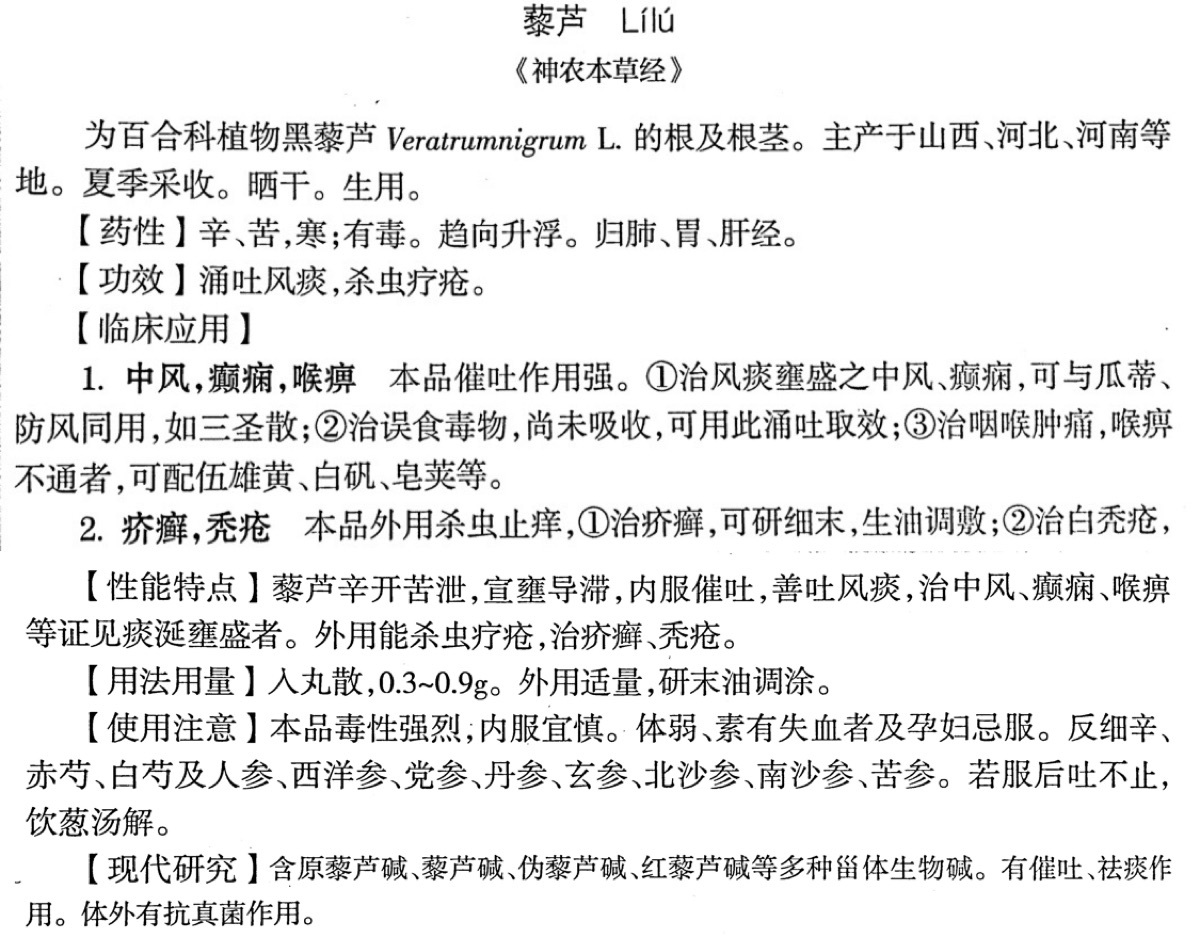 藜芦 Lílú
《神农本草经》
为百合科植物黑藜芦 Veratrumnigrum L. 的根及根茎。主产于山西、河北、河南等
地。夏季采收。晒干。生用。
【药性】辛、苦,寒;有毒。趋向升浮。归肺、胃、肝经。
【功效】涌吐风痰,杀虫疗疮。
【临床应用】
1. 中风,癫痫,喉痹 本品催吐作用强。①治风痰壅盛之中风、癫痫,可与瓜蒂、
防风同用,如三圣散;②治误食毒物,尚未吸收,可用此涌吐取效;③治咽喉肿痛,喉痹
不通者,可配伍雄黄、白矾、皂荚等。
2. 疥癣,秃疮 本品外用杀虫止痒,①治疥癣,可研细末,生油调敷;②治白秃疮,
【性能特点】藜芦辛开苦泄,宣壅导滞,内服催吐,善吐风痰,治中风、癫痫、喉痹
等证见痰涎壅盛者。外用能杀虫疗疮,治疥癣、秃疮。
【用法用量】入丸散,0.3~0.9g。外用适量,研末油调涂。
【使用注意】本品毒性强烈,内服宜慎。体弱、素有失血者及孕妇忌服。反细辛、
赤芍、白芍及人参、西洋参、党参、丹参、玄参、北沙参、南沙参、苦参。若服后吐不止,
饮葱汤解。
【现代研究】含原藜芦碱、藜芦碱、伪藜芦碱、红藜芦碱等多种甾体生物碱。有催吐、祛痰作
用。体外有抗真菌作用。